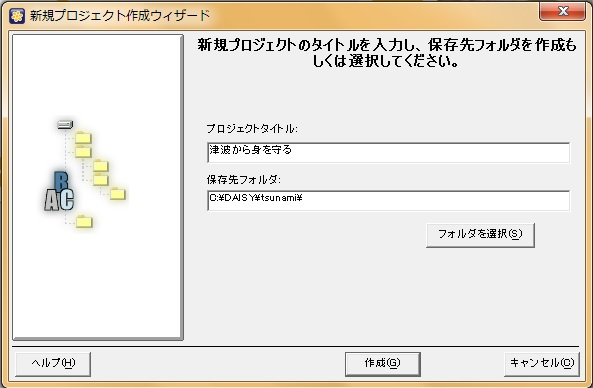 新規プロジェクト作成ウィザード
新規プロジェクトのタイトルを入力し、保存先フォルダを作成も
しくは選択してください。
プロジェクトタイトル:
津波から身を守る
保存先フォルダ:
C:¥DAISY¥tsunami¥
フォルダを選択(S)
B
AC
ヘルプ(H) 作成(G) キャンセル(C)